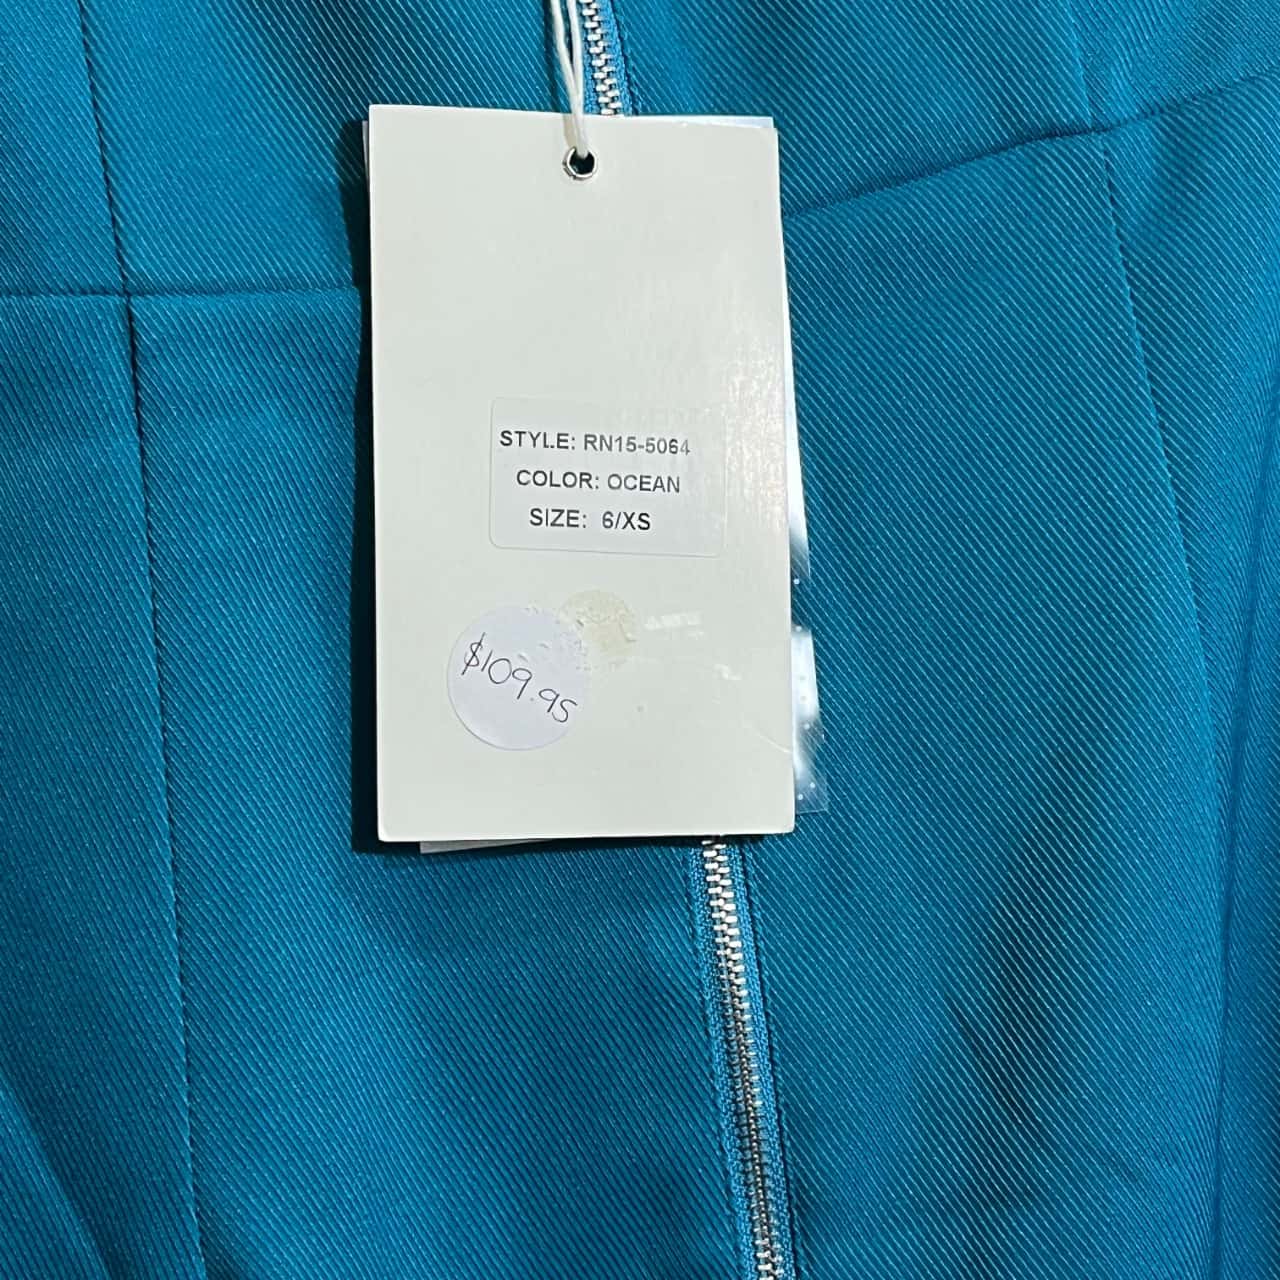 STYLE: RN15-5064
COLOR: OCEAN
SIZE: 6/XS
$109.95